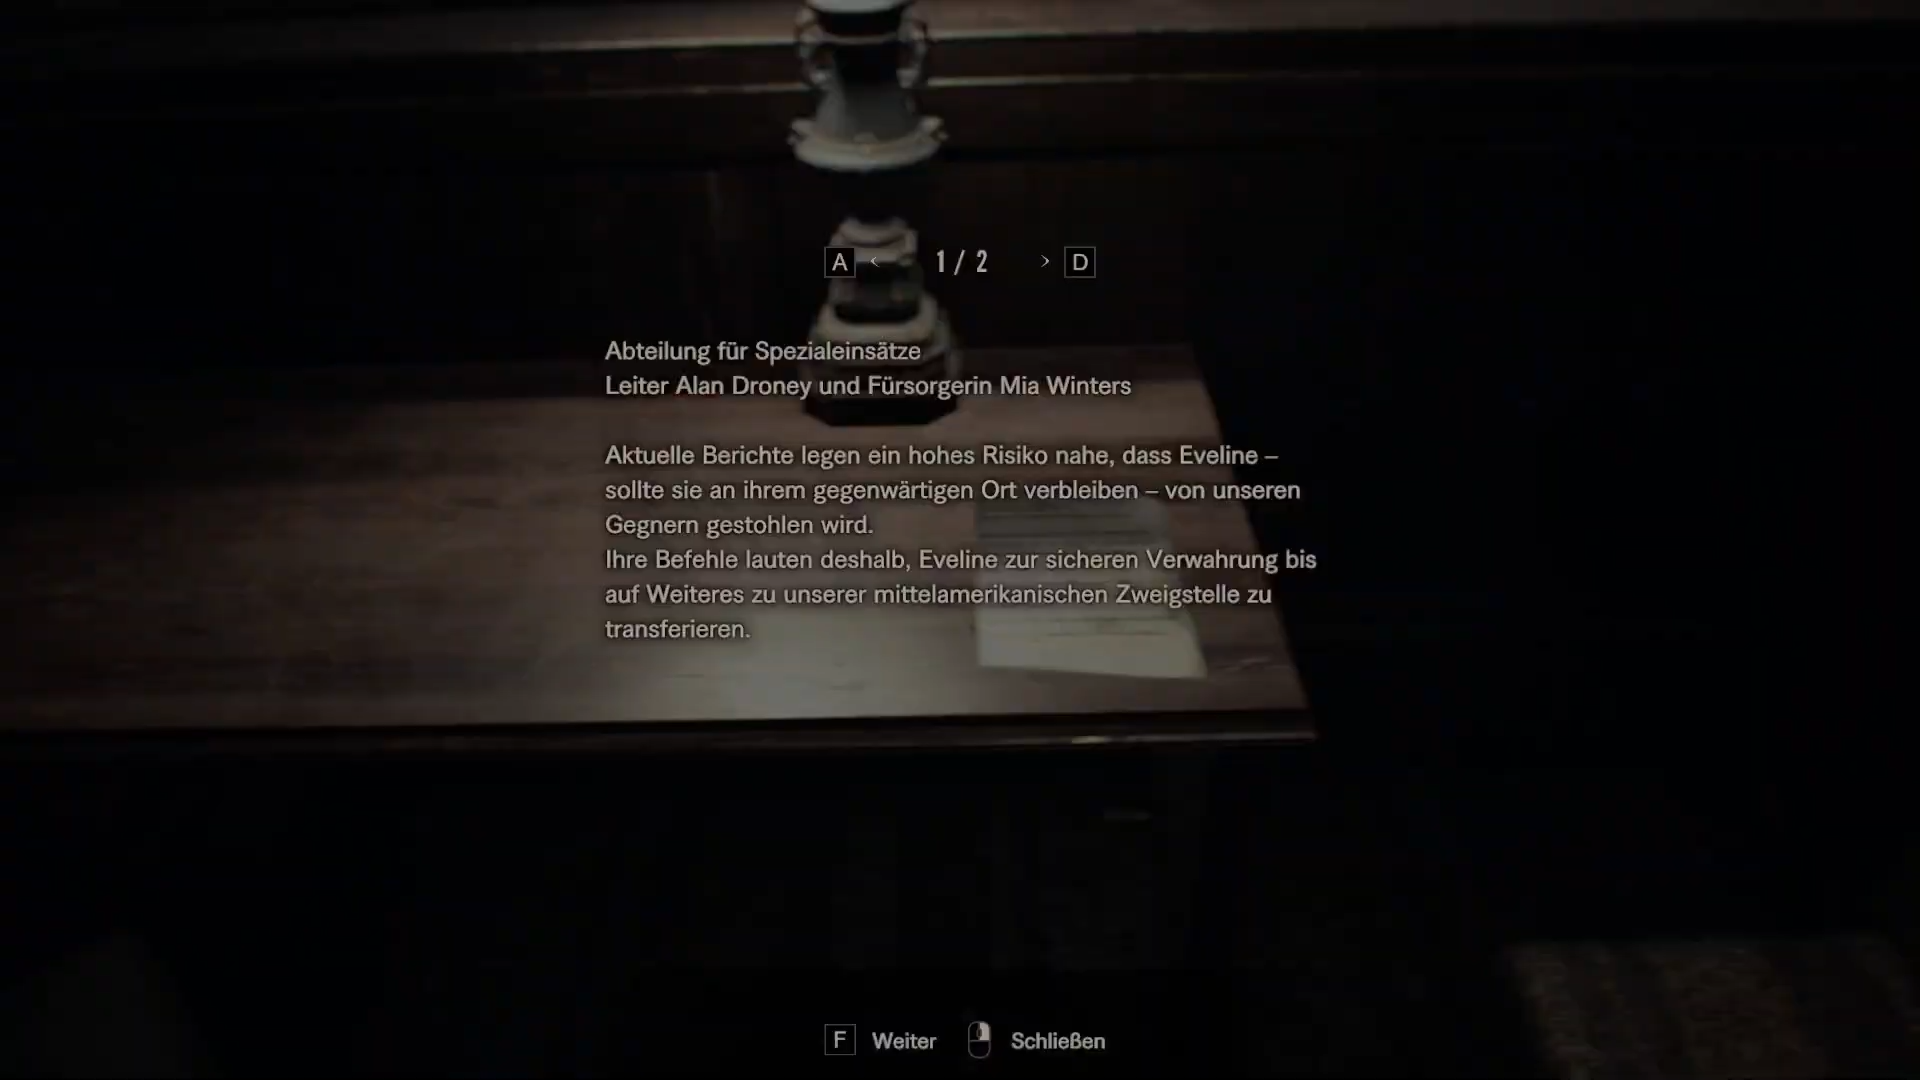 A < 1 / 2 > D
Abteilung für Spezialeinsätze
Leiter Alan Droney und Fürsorgerin Mia Winters
Aktuelle Berichte legen ein hohes Risiko nahe, dass Eveline –
sollte sie an ihrem gegenwärtigen Ort verbleiben – von unseren
Gegnern gestohlen wird.
Ihre Befehle lauten deshalb, Eveline zur sicheren Verwahrung bis
auf Weiteres zu unserer mittelamerikanischen Zweigstelle zu
transferieren.
F Weiter Schließen